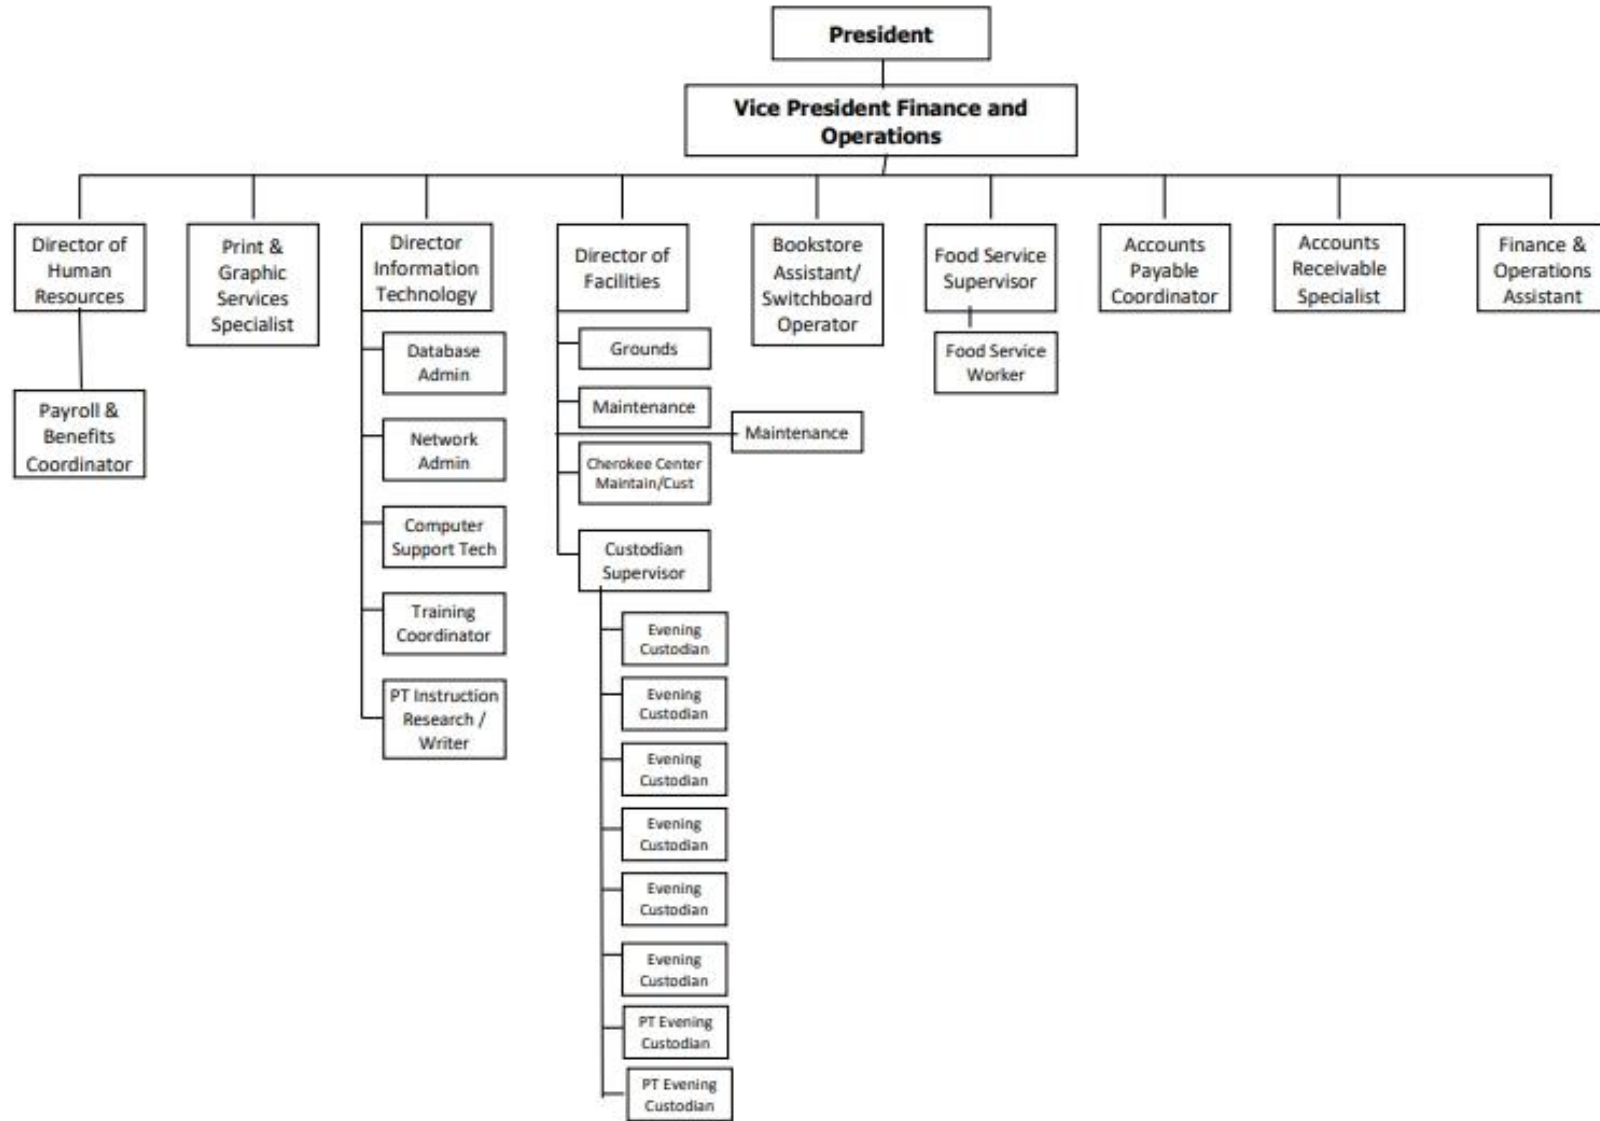 President
Vice President Finance and
Operations
Director of
Human
Resources
Print &
Graphic
Services
Specialist
Director
Information
Technology
Director of
Facilities
Bookstore
Assistant/
Switchboard
Operator
Food Service
Supervisor
Accounts
Payable
Coordinator
Accounts
Receivable
Specialist
Finance &
Operations
Assistant
Payroll &
Benefits
Coordinator
Database
Admin
Network
Admin
Computer
Support Tech
Training
Coordinator
PT Instruction
Research /
Writer
Grounds
Maintenance
Maintenance
Cherokee Center
Maintain/Cust
Custodian
Supervisor
Evening
Custodian
Evening
Custodian
Evening
Custodian
Evening
Custodian
Evening
Custodian
Evening
Custodian
PT Evening
Custodian
PT Evening
Custodian
Food Service
Worker